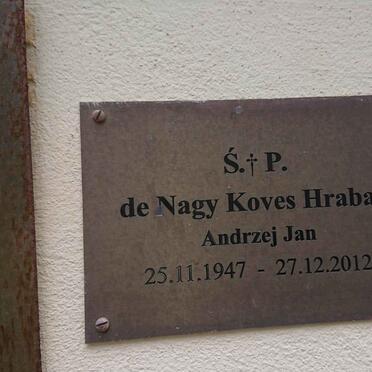 Ś.† P.
de Nagy Koves Hraba
Andrzej Jan
25.11.1947 - 27.12.2012